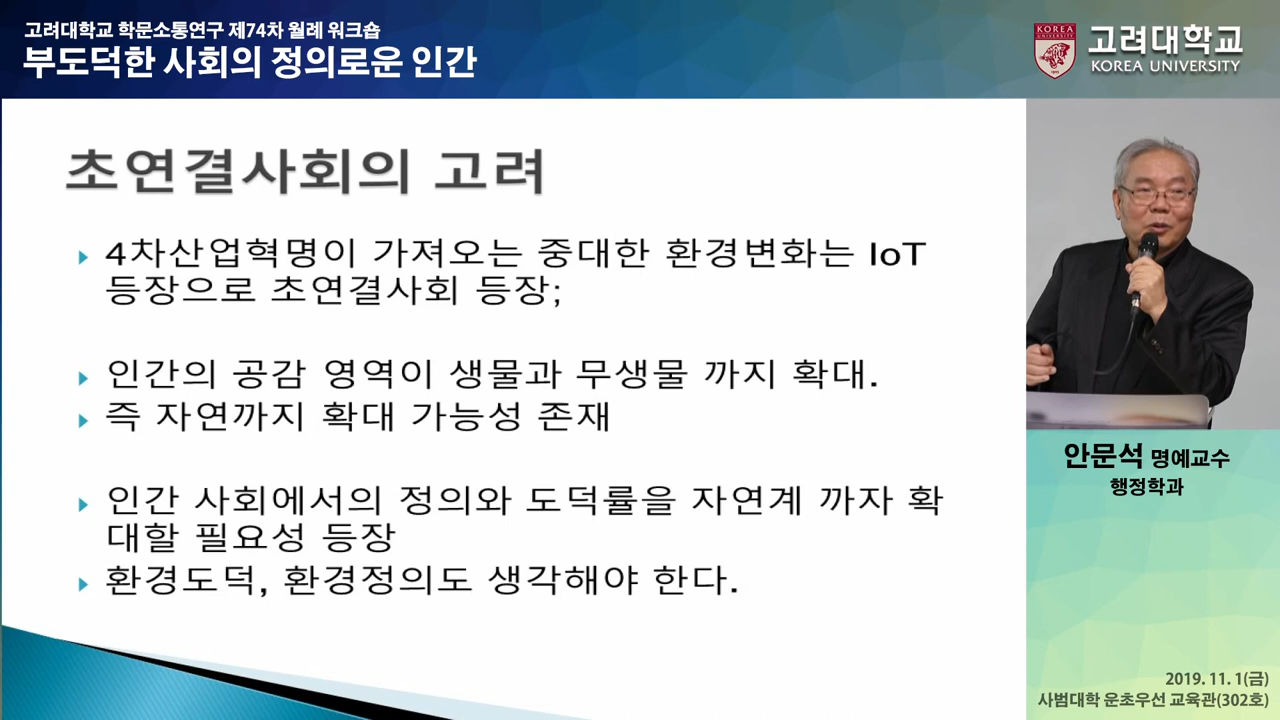 고려대학교 학문소통연구 제74차 월례 워크숍
부도덕한 사회의 정의로운 인간
KOREA
UNIVERSITY
1905
고려대학교
KOREA UNIVERSITY
초연결사회의 고려
4차산업혁명이 가져오는 중대한 환경변화는 IoT
등장으로 초연결사회 등장;
인간의 공감 영역이 생물과 무생물 까지 확대.
즉 자연까지 확대 가능성 존재
인간 사회에서의 정의와 도덕률을 자연계 까자 확
대할 필요성 등장
환경도덕, 환경정의도 생각해야 한다.
안문석 명예교수
행정학과
2019. 11. 1(금)
사범대학 운초우선 교육관(302호)